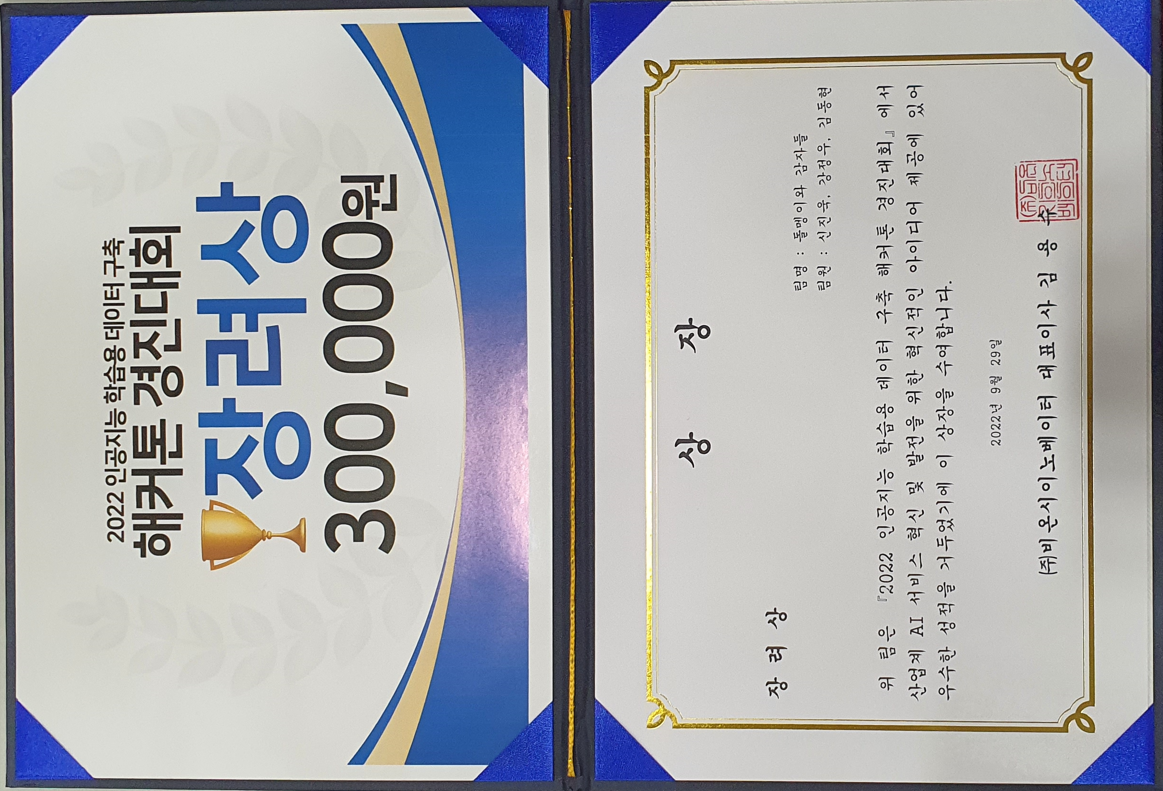 2022 인공지능 학습용 데이터 구축
해커톤 경진대회
장려상
300,000원
상 장
장 려 상
팀명 : 돌멩이와 감자들
팀원 : 신진욱, 강정우, 김동현
위 팀은 『2022 인공지능 학습용 데이터 구축 해커톤 경진대회』 에서
산업계 AI 서비스 혁신 및 발전을 위한 혁신적인 아이디어 제공에 있어
우수한 성적을 거두었기에 이 상장을 수여합니다.
2022년 9월 29일
㈜비온시이노베이터 대표이사 김 용 수